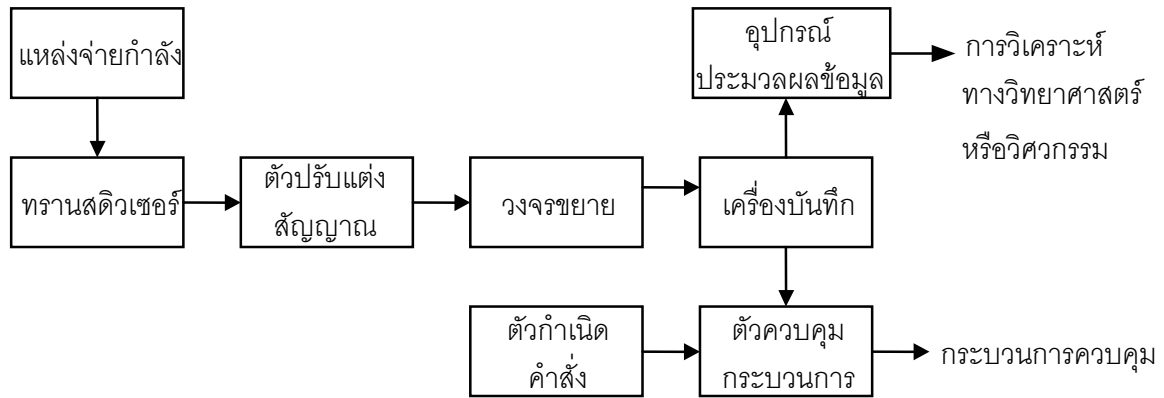 แหล่งจ่ายกำลัง
อุปกรณ์
ประมวลผลข้อมูล
การวิเคราะห์
ทางวิทยาศาสตร์
หรือวิศวกรรม
ทรานสดิวเซอร์
ตัวปรับแต่ง
สัญญาณ
วงจรขยาย
เครื่องบันทึก
ตัวกำเนิด
คำสั่ง
ตัวควบคุม
กระบวนการ
กระบวนการควบคุม